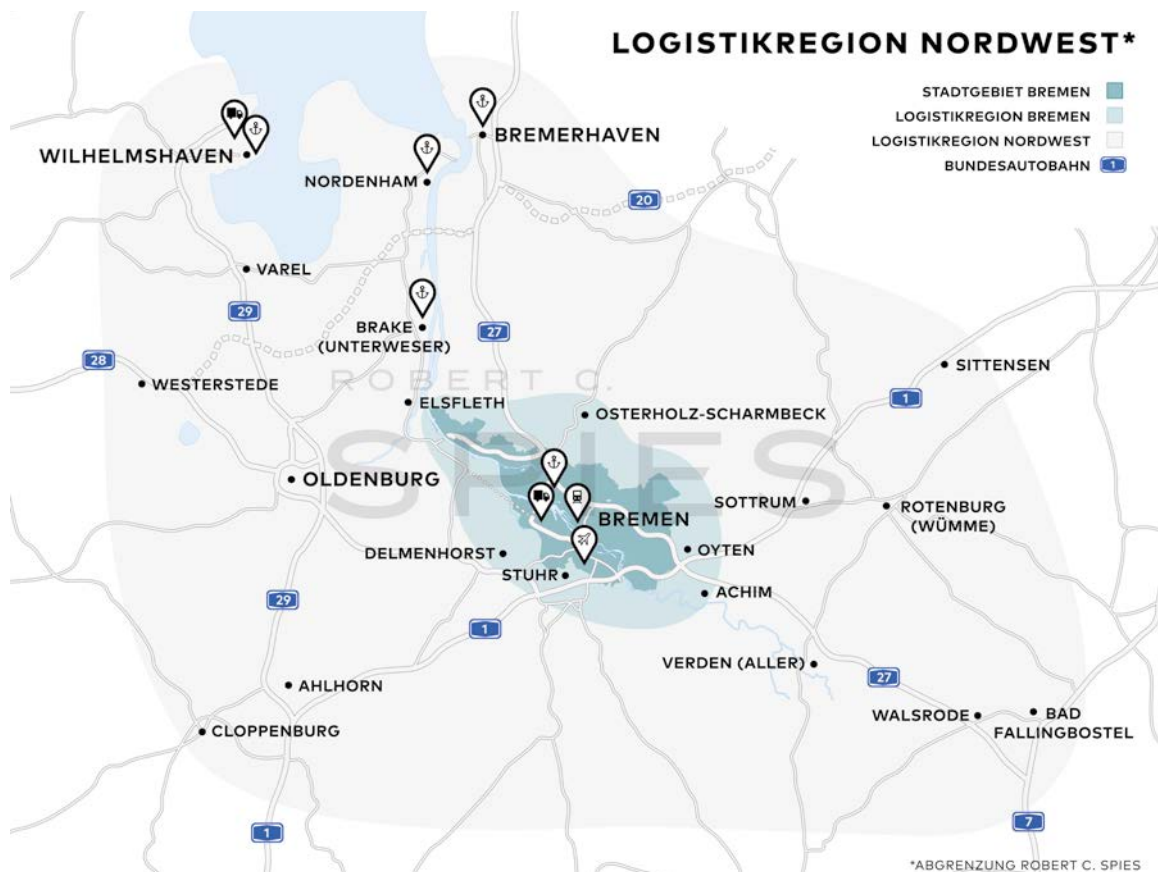 LOGISTIKREGION NORDWEST*
STADTGEBIET BREMEN
LOGISTIKREGION BREMEN
LOGISTIKREGION NORDWEST
BUNDESAUTOBAHN 1
BREMERHAVEN
WILHELMSHAVEN
NORDENHAM
20
VAREL
29
27
BRAKE
(UNTERWESER)
28
WESTERSTEDE
SITTENSEN
ROBERT C.
SPIES
1
ELSFLETH
OSTERHOLZ-SCHARMBECK
OLDENBURG
SOTTRUM
ROTENBURG
(WÜMME)
BREMEN
DELMENHORST
OYTEN
STUHR
ACHIM
29
1
VERDEN (ALLER)
27
AHLHORN
WALSRODE
BAD
FALLINGBOSTEL
CLOPPENBURG
1
7
*ABGRENZUNG ROBERT C. SPIES